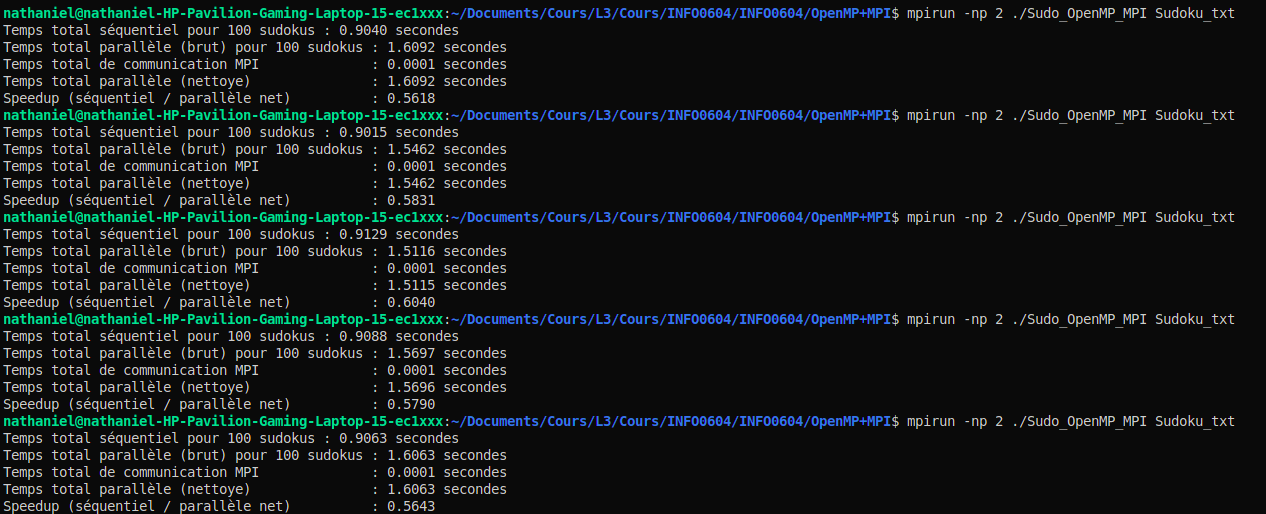 nathaniel@nathaniel-HP-Pavilion-Gaming-Laptop-15-ec1xxx:~/Documents/Cours/L3/Cours/INFO0604/INFO0604/OpenMP+MPI$ mpirun -np 2 ./Sudo_OpenMP_MPI Sudoku_txt
Temps total séquentiel pour 100 sudokus : 0.9040 secondes
Temps total parallèle (brut) pour 100 sudokus : 1.6092 secondes
Temps total de communication MPI              : 0.0001 secondes
Temps total parallèle (nettoye)               : 1.6092 secondes
Speedup (séquentiel / parallèle net)          : 0.5618
nathaniel@nathaniel-HP-Pavilion-Gaming-Laptop-15-ec1xxx:~/Documents/Cours/L3/Cours/INFO0604/INFO0604/OpenMP+MPI$ mpirun -np 2 ./Sudo_OpenMP_MPI Sudoku_txt
Temps total séquentiel pour 100 sudokus : 0.9015 secondes
Temps total parallèle (brut) pour 100 sudokus : 1.5462 secondes
Temps total de communication MPI              : 0.0001 secondes
Temps total parallèle (nettoye)               : 1.5462 secondes
Speedup (séquentiel / parallèle net)          : 0.5831
nathaniel@nathaniel-HP-Pavilion-Gaming-Laptop-15-ec1xxx:~/Documents/Cours/L3/Cours/INFO0604/INFO0604/OpenMP+MPI$ mpirun -np 2 ./Sudo_OpenMP_MPI Sudoku_txt
Temps total séquentiel pour 100 sudokus : 0.9129 secondes
Temps total parallèle (brut) pour 100 sudokus : 1.5116 secondes
Temps total de communication MPI              : 0.0001 secondes
Temps total parallèle (nettoye)               : 1.5115 secondes
Speedup (séquentiel / parallèle net)          : 0.6040
nathaniel@nathaniel-HP-Pavilion-Gaming-Laptop-15-ec1xxx:~/Documents/Cours/L3/Cours/INFO0604/INFO0604/OpenMP+MPI$ mpirun -np 2 ./Sudo_OpenMP_MPI Sudoku_txt
Temps total séquentiel pour 100 sudokus : 0.9088 secondes
Temps total parallèle (brut) pour 100 sudokus : 1.5697 secondes
Temps total de communication MPI              : 0.0001 secondes
Temps total parallèle (nettoye)               : 1.5696 secondes
Speedup (séquentiel / parallèle net)          : 0.5790
nathaniel@nathaniel-HP-Pavilion-Gaming-Laptop-15-ec1xxx:~/Documents/Cours/L3/Cours/INFO0604/INFO0604/OpenMP+MPI$ mpirun -np 2 ./Sudo_OpenMP_MPI Sudoku_txt
Temps total séquentiel pour 100 sudokus : 0.9063 secondes
Temps total parallèle (brut) pour 100 sudokus : 1.6063 secondes
Temps total de communication MPI              : 0.0001 secondes
Temps total parallèle (nettoye)               : 1.6063 secondes
Speedup (séquentiel / parallèle net)          : 0.5643